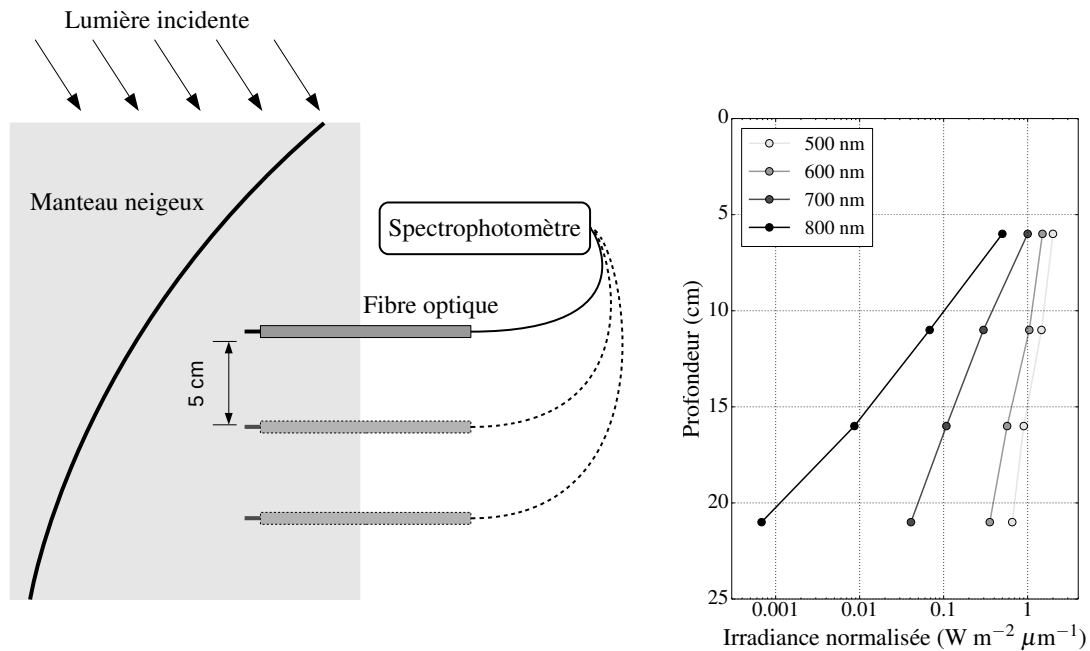 Lumière incidente
Manteau neigeux
Spectrophotomètre
Fibre optique
5 cm
0
5
10
15
20
25
Profondeur (cm)
500 nm
600 nm
700 nm
800 nm
0.001
0.01
0.1
1
Irradiance normalisée (W m⁻² μm⁻¹)